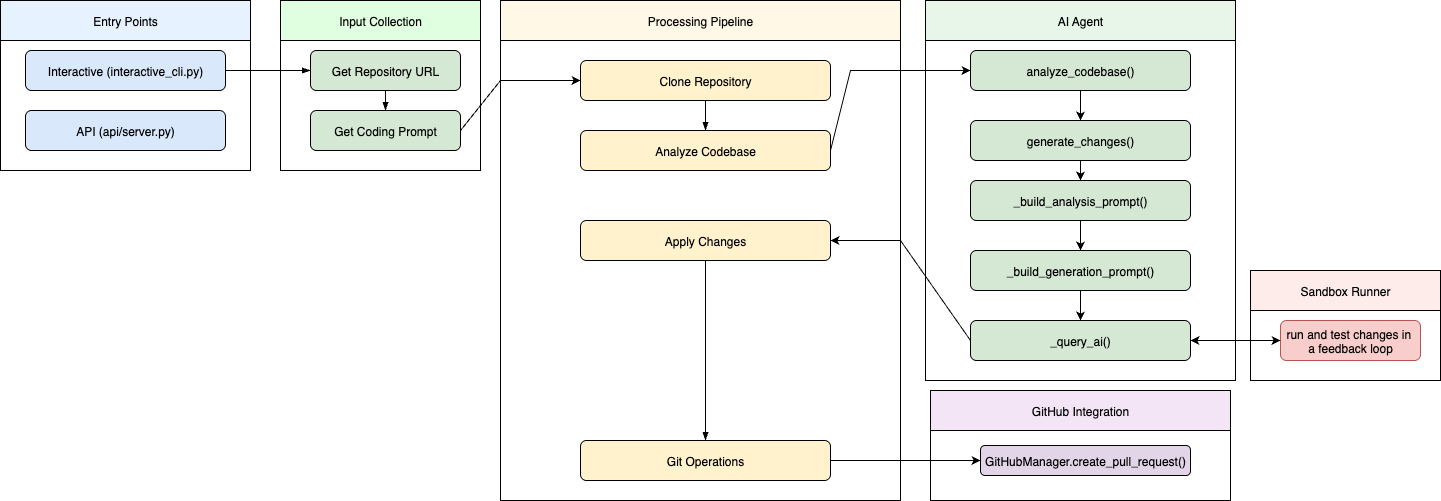 Entry Points
Interactive (interactive_cli.py)
API (api/server.py)
Input Collection
Get Repository URL
Get Coding Prompt
Processing Pipeline
Clone Repository
Analyze Codebase
Apply Changes
Git Operations
AI Agent
analyze_codebase()
generate_changes()
_build_analysis_prompt()
_build_generation_prompt()
_query_ai()
Sandbox Runner
run and test changes in
a feedback loop
GitHub Integration
GitHubManager.create_pull_request()